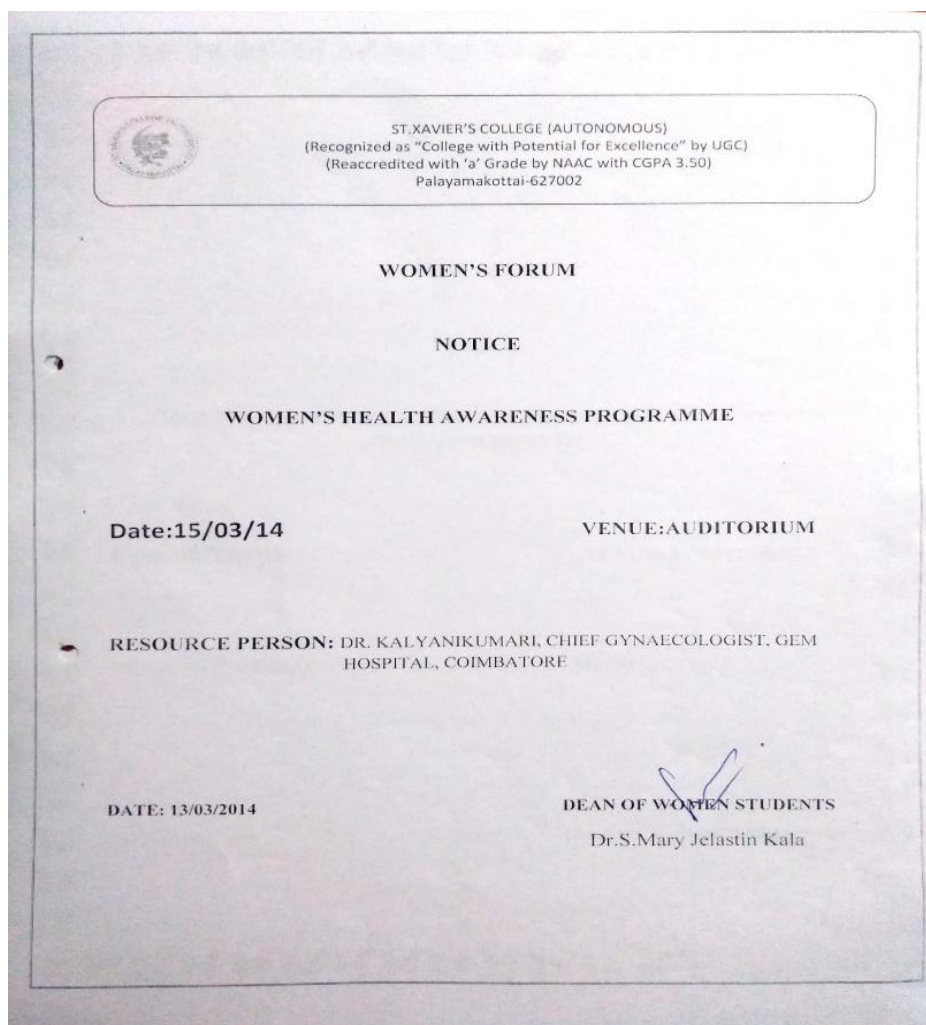 ST.XAVIER'S COLLEGE (AUTONOMOUS)
(Recognized as "College with Potential for Excellence" by UGC)
(Reaccredited with 'a' Grade by NAAC with CGPA 3.50)
Palayamakottai-627002
WOMEN'S FORUM
NOTICE
WOMEN'S HEALTH AWARENESS PROGRAMME
Date:15/03/14 VENUE:AUDITORIUM
RESOURCE PERSON: DR. KALYANIKUMARI, CHIEF GYNAECOLOGIST, GEM
HOSPITAL, COIMBATORE
DATE: 13/03/2014 DEAN OF WOMEN STUDENTS
Dr.S.Mary Jelastin Kala